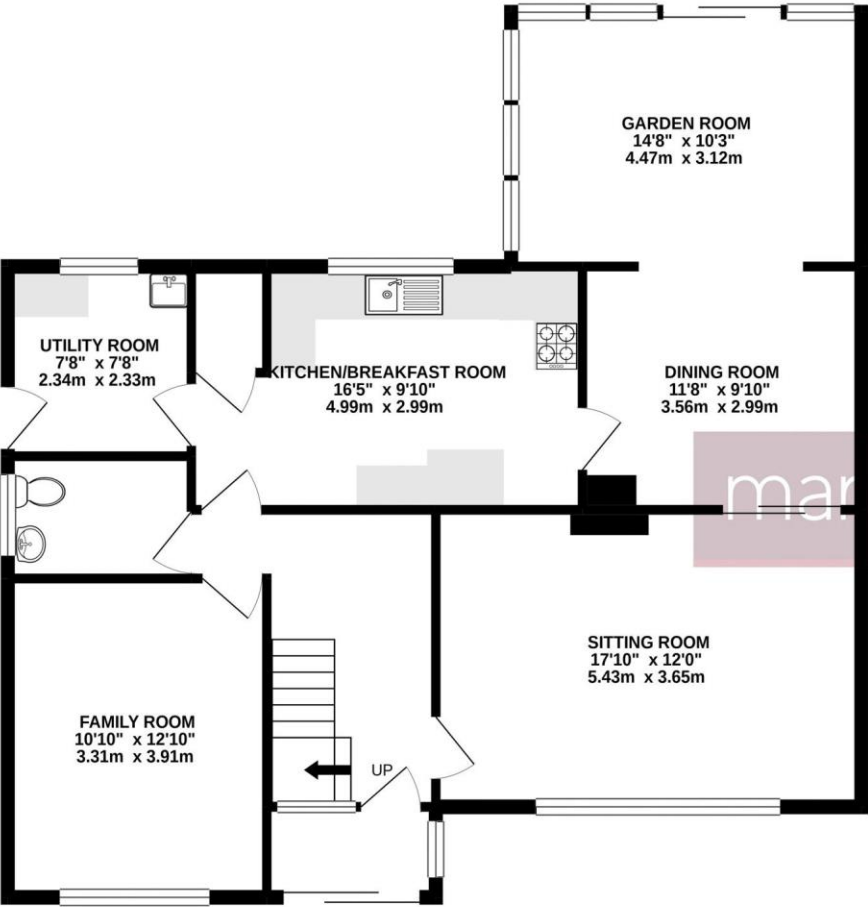 GARDEN ROOM
14'8" x 10'3"
4.47m x 3.12m
UTILITY ROOM
7'8" x 7'8"
2.34m x 2.33m
KITCHEN/BREAKFAST ROOM
16'5" x 9'10"
4.99m x 2.99m
DINING ROOM
11'8" x 9'10"
3.56m x 2.99m
mar
SITTING ROOM
17'10" x 12'0"
5.43m x 3.65m
FAMILY ROOM
10'10" x 12'10"
3.31m x 3.91m
UP